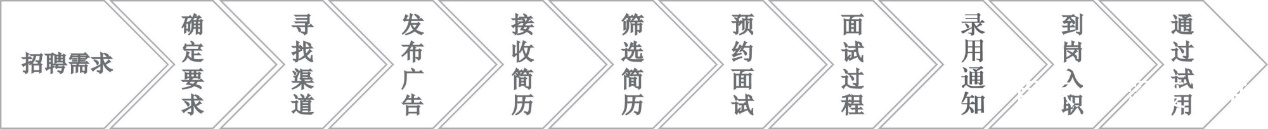 招聘需求
确定要求
寻找渠道
发布广告
接收简历
筛选简历
预约面试
面试过程
录用通知
到岗入职
通过试用